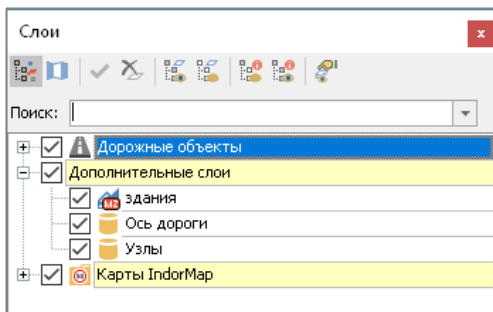 Слои
Поиск:
Дорожные объекты
Дополнительные слои
здания
Ось дороги
Узлы
Карты IndorMap